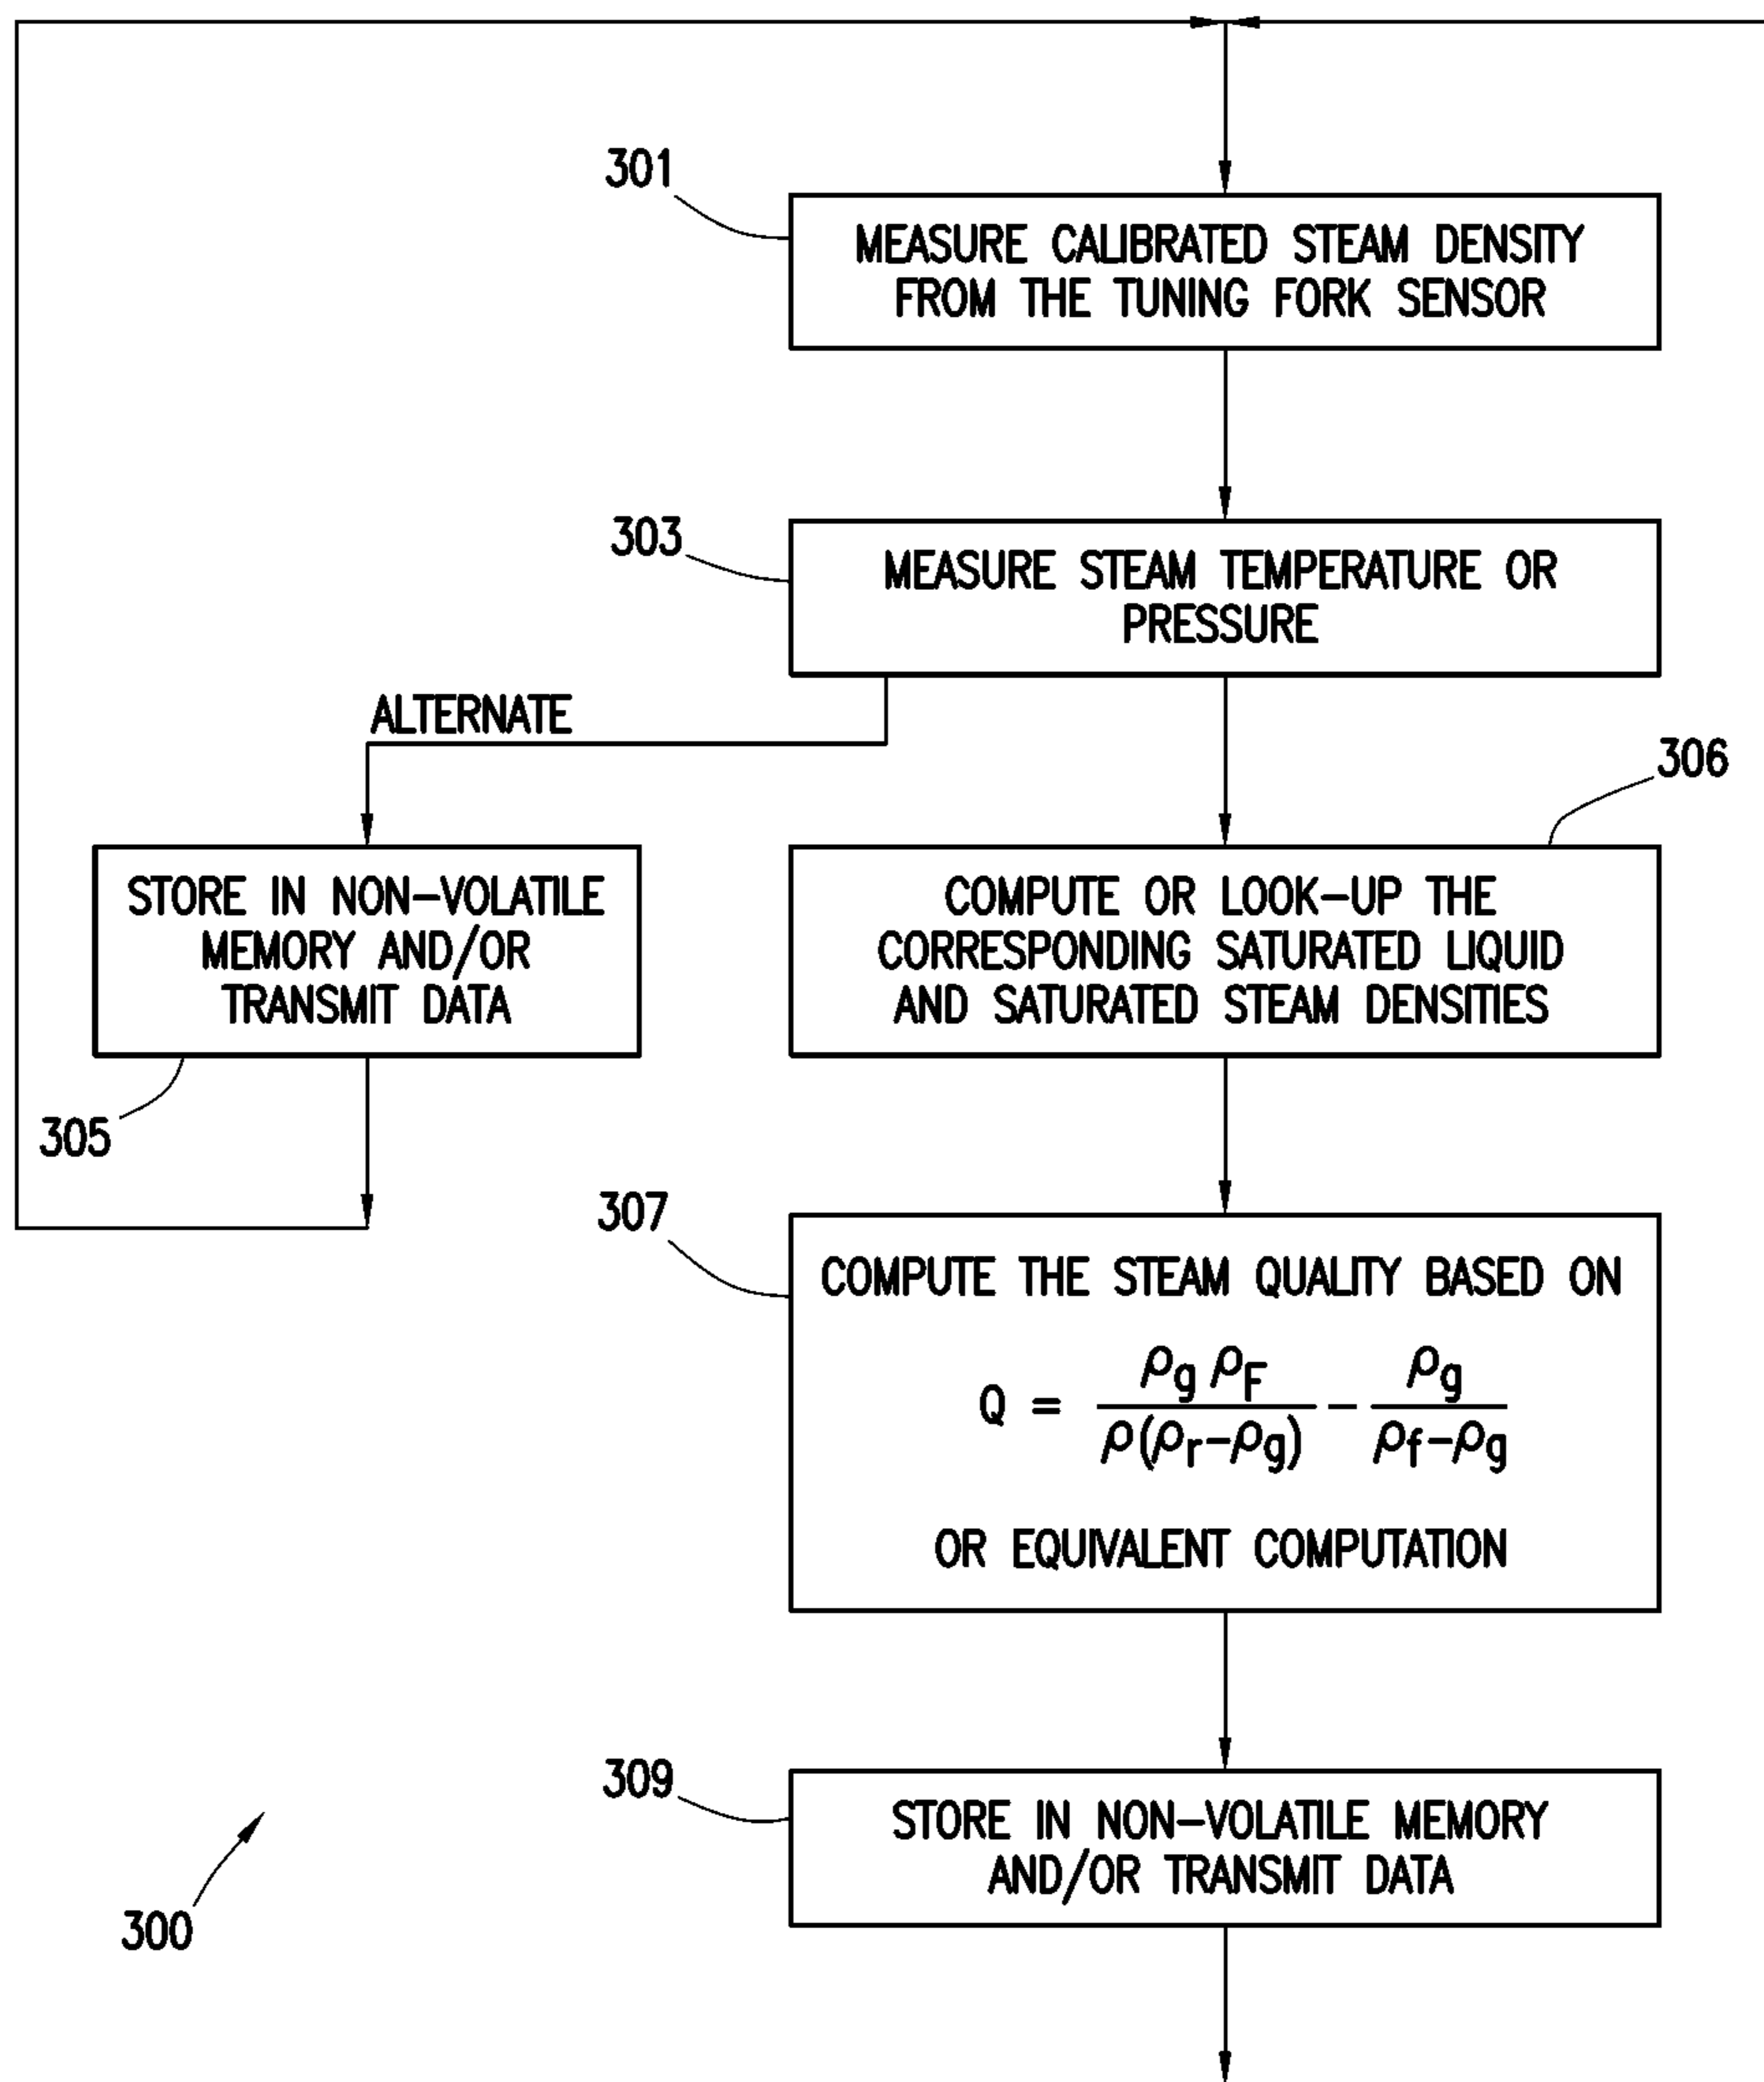 301
MEASURE CALIBRATED STEAM DENSITY
FROM THE TUNING FORK SENSOR
303
MEASURE STEAM TEMPERATURE OR
PRESSURE
ALTERNATE
306
STORE IN NON-VOLATILE
MEMORY AND/OR
TRANSMIT DATA
305
COMPUTE OR LOOK-UP THE
CORRESPONDING SATURATED LIQUID
AND SATURATED STEAM DENSITIES
307
COMPUTE THE STEAM QUALITY BASED ON
Q = ρg ρF / ρ(ρr-ρg) - ρg / ρf-ρg
OR EQUIVALENT COMPUTATION
309
STORE IN NON-VOLATILE MEMORY
AND/OR TRANSMIT DATA
300